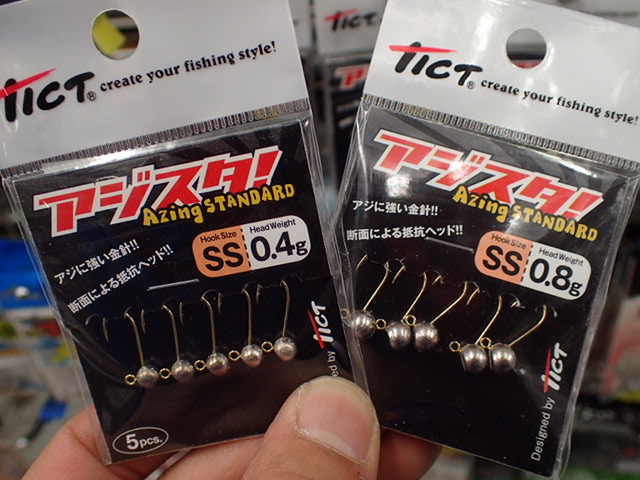 TICT® create your fishing style!
アジスタ!
Azing STANDARD
アジに強い金針!!
断面による抵抗ヘッド!!
Hook Size
SS
Head Weight
0.4g
TICT
5pcs.
TICT® create your fishing style!
アジスタ!
Azing STANDARD
アジに強い金針!!
断面による抵抗ヘッド!!
Hook Size
SS
Head Weight
0.8g
Designed by TICT